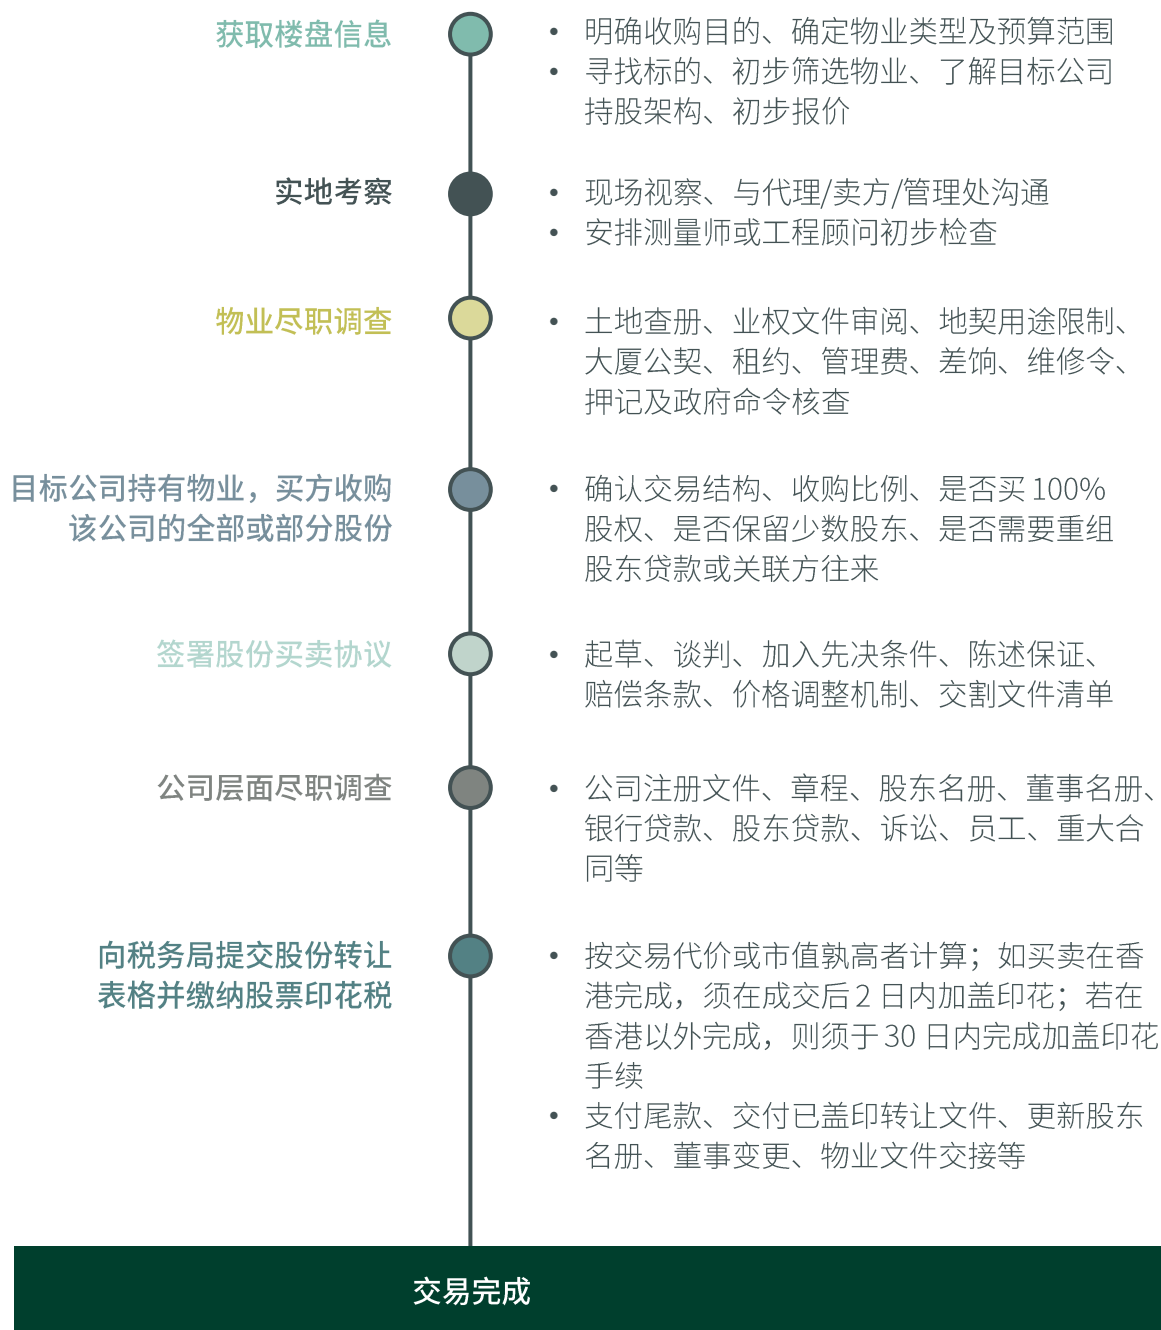 获取楼盘信息
• 明确收购目的、确定物业类型及预算范围
• 寻找标的、初步筛选物业、了解目标公司
持股架构、初步报价
实地考察
• 现场视察、与代理/卖方/管理处沟通
• 安排测量师或工程顾问初步检查
物业尽职调查
• 土地查册、业权文件审阅、地契用途限制、
大厦公契、租约、管理费、差饷、维修令、
押记及政府命令核查
目标公司持有物业，买方收购
该公司的全部或部分股份
• 确认交易结构、收购比例、是否买 100%
股权、是否保留少数股东、是否需要重组
股东贷款或关联方往来
签署股份买卖协议
• 起草、谈判、加入先决条件、陈述保证、
赔偿条款、价格调整机制、交割文件清单
公司层面尽职调查
• 公司注册文件、章程、股东名册、董事名册、
银行贷款、股东贷款、诉讼、员工、重大合
同等
向税务局提交股份转让
表格并缴纳股票印花税
• 按交易代价或市值孰高者计算；如买卖在香
港完成，须在成交后 2 日内加盖印花；若在
香港以外完成，则须于 30 日内完成加盖印花
手续
• 支付尾款、交付已盖印转让文件、更新股东
名册、董事变更、物业文件交接等
交易完成